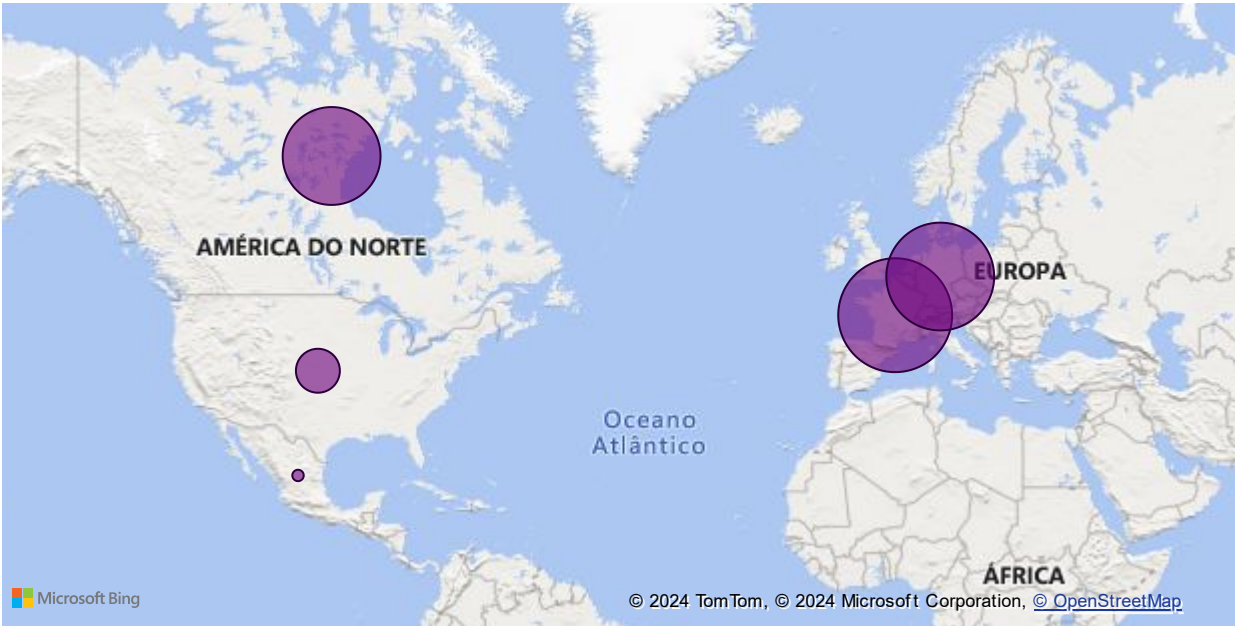 AMÉRICA DO NORTE
EUROPA
Oceano
Atlântico
ÁFRICA
Microsoft Bing
© 2024 TomTom, © 2024 Microsoft Corporation, © OpenStreetMap